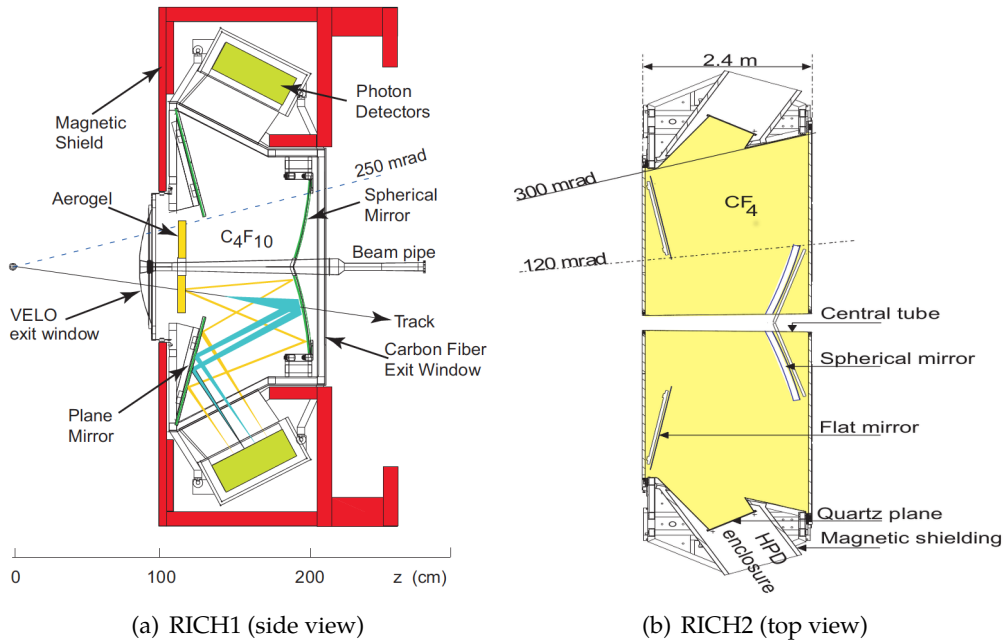 Magnetic
Shield
Aerogel
VELO
exit window
Plane
Mirror
Photon
Detectors
250 mrad
Spherical
Mirror
C4F10
Beam pipe
Track
Carbon Fiber
Exit Window
0
100
200
z (cm)
(a) RICH1 (side view)
2.4 m
300 mrad
CF4
120 mrad
Central tube
Spherical mirror
Flat mirror
Quartz plane
Magnetic shielding
HPD
enclosure
(b) RICH2 (top view)